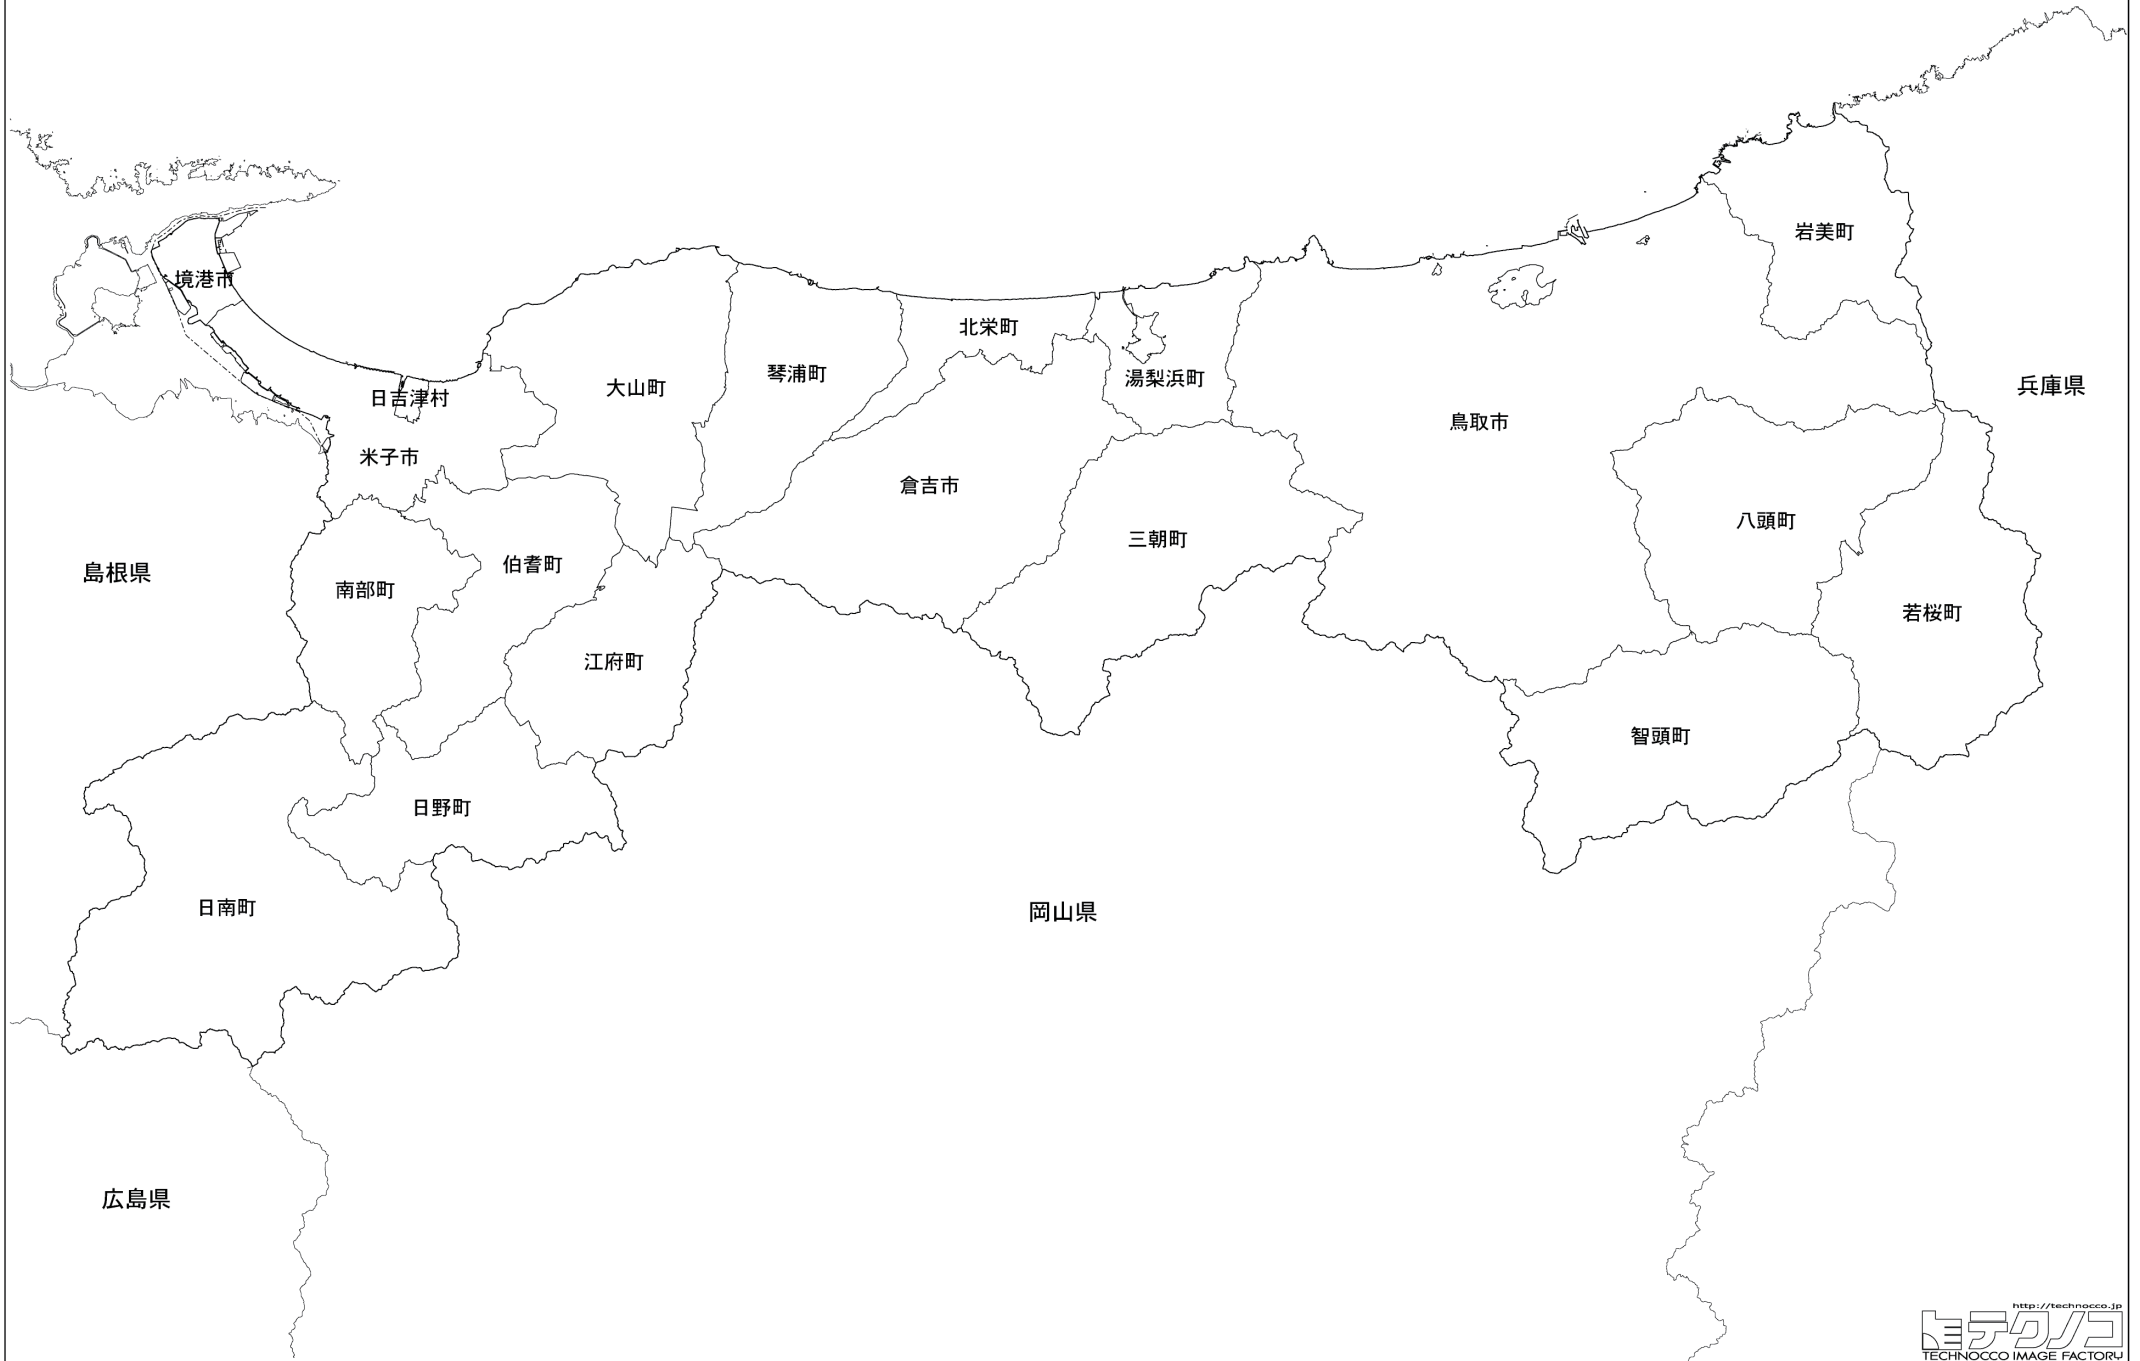 岩美町
境港市
北栄町
琴浦町
湯梨浜町
兵庫県
大山町
日吉津村
鳥取市
米子市
倉吉市
八頭町
三朝町
伯耆町
島根県
南部町
若桜町
江府町
智頭町
日野町
日南町
岡山県
広島県
http://technocco.jp
テクノコ
TECHNOCCO IMAGE FACTORY